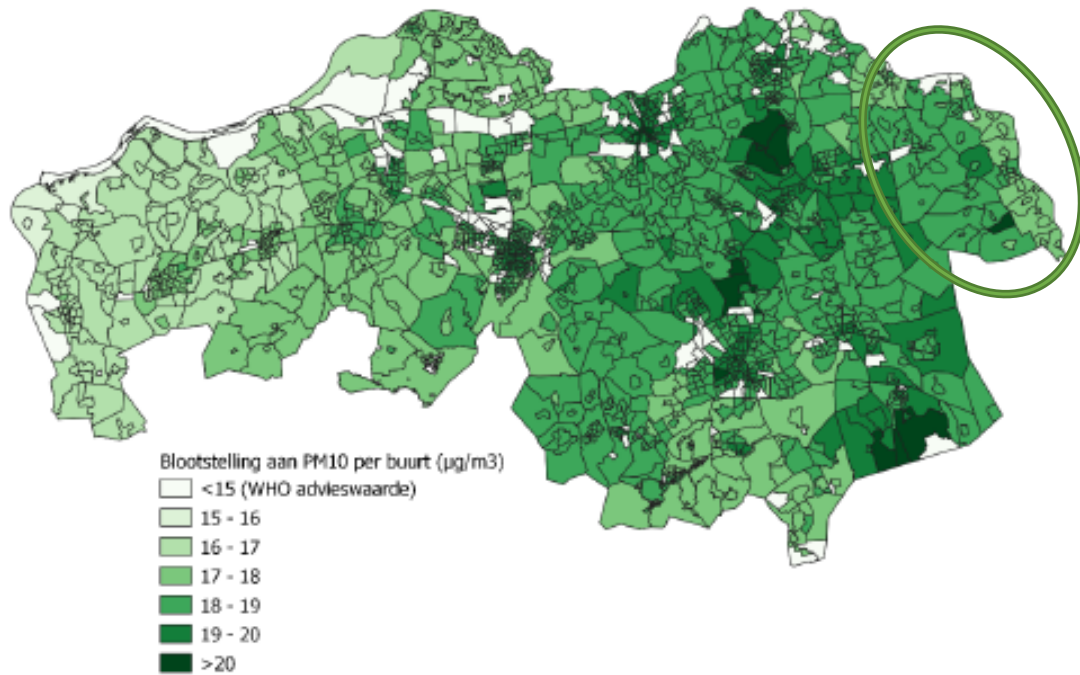 Blootstelling aan PM10 per buurt (µg/m3)
<15 (WHO advieswaarde)
15 - 16
16 - 17
17 - 18
18 - 19
19 - 20
>20